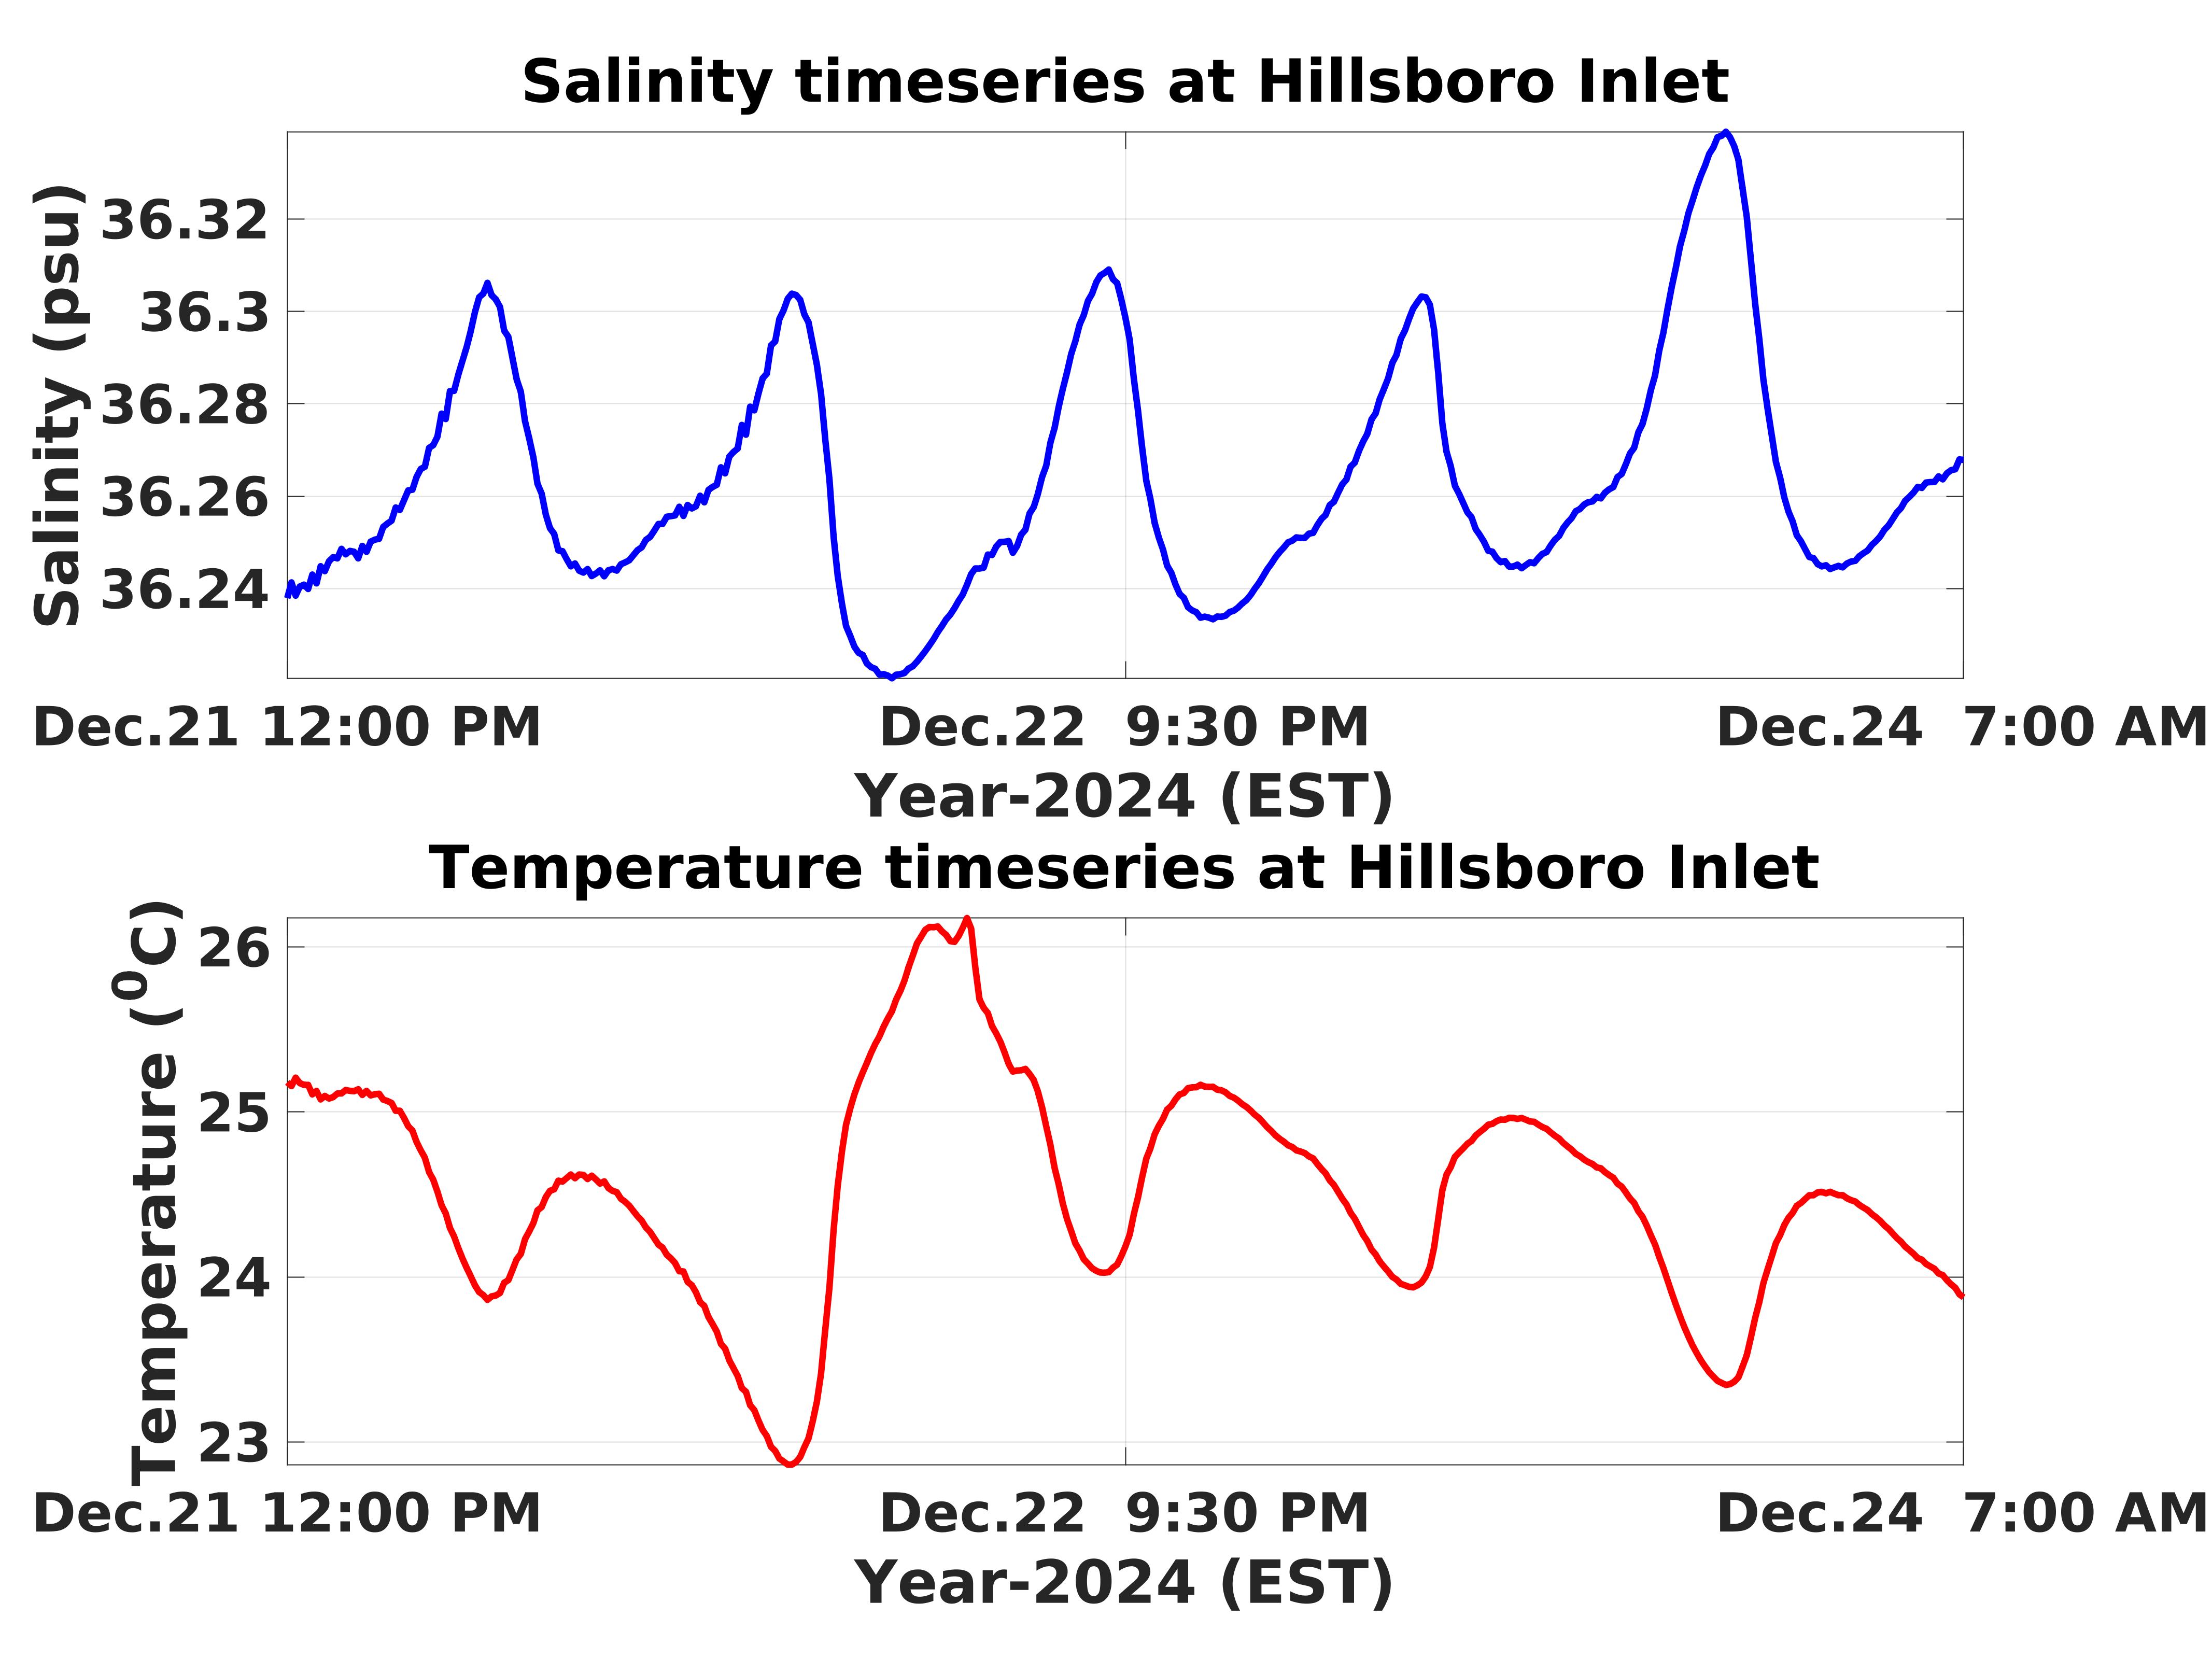 Salinity timeseries at Hillsboro Inlet
Salinity (psu)
36.32
36.3
36.28
36.26
36.24
Dec.21 12:00 PM
Dec.22  9:30 PM
Dec.24  7:00 AM
Year-2024 (EST)
Temperature timeseries at Hillsboro Inlet
Temperature (⁰C)
26
25
24
23
Dec.21 12:00 PM
Dec.22  9:30 PM
Dec.24  7:00 AM
Year-2024 (EST)